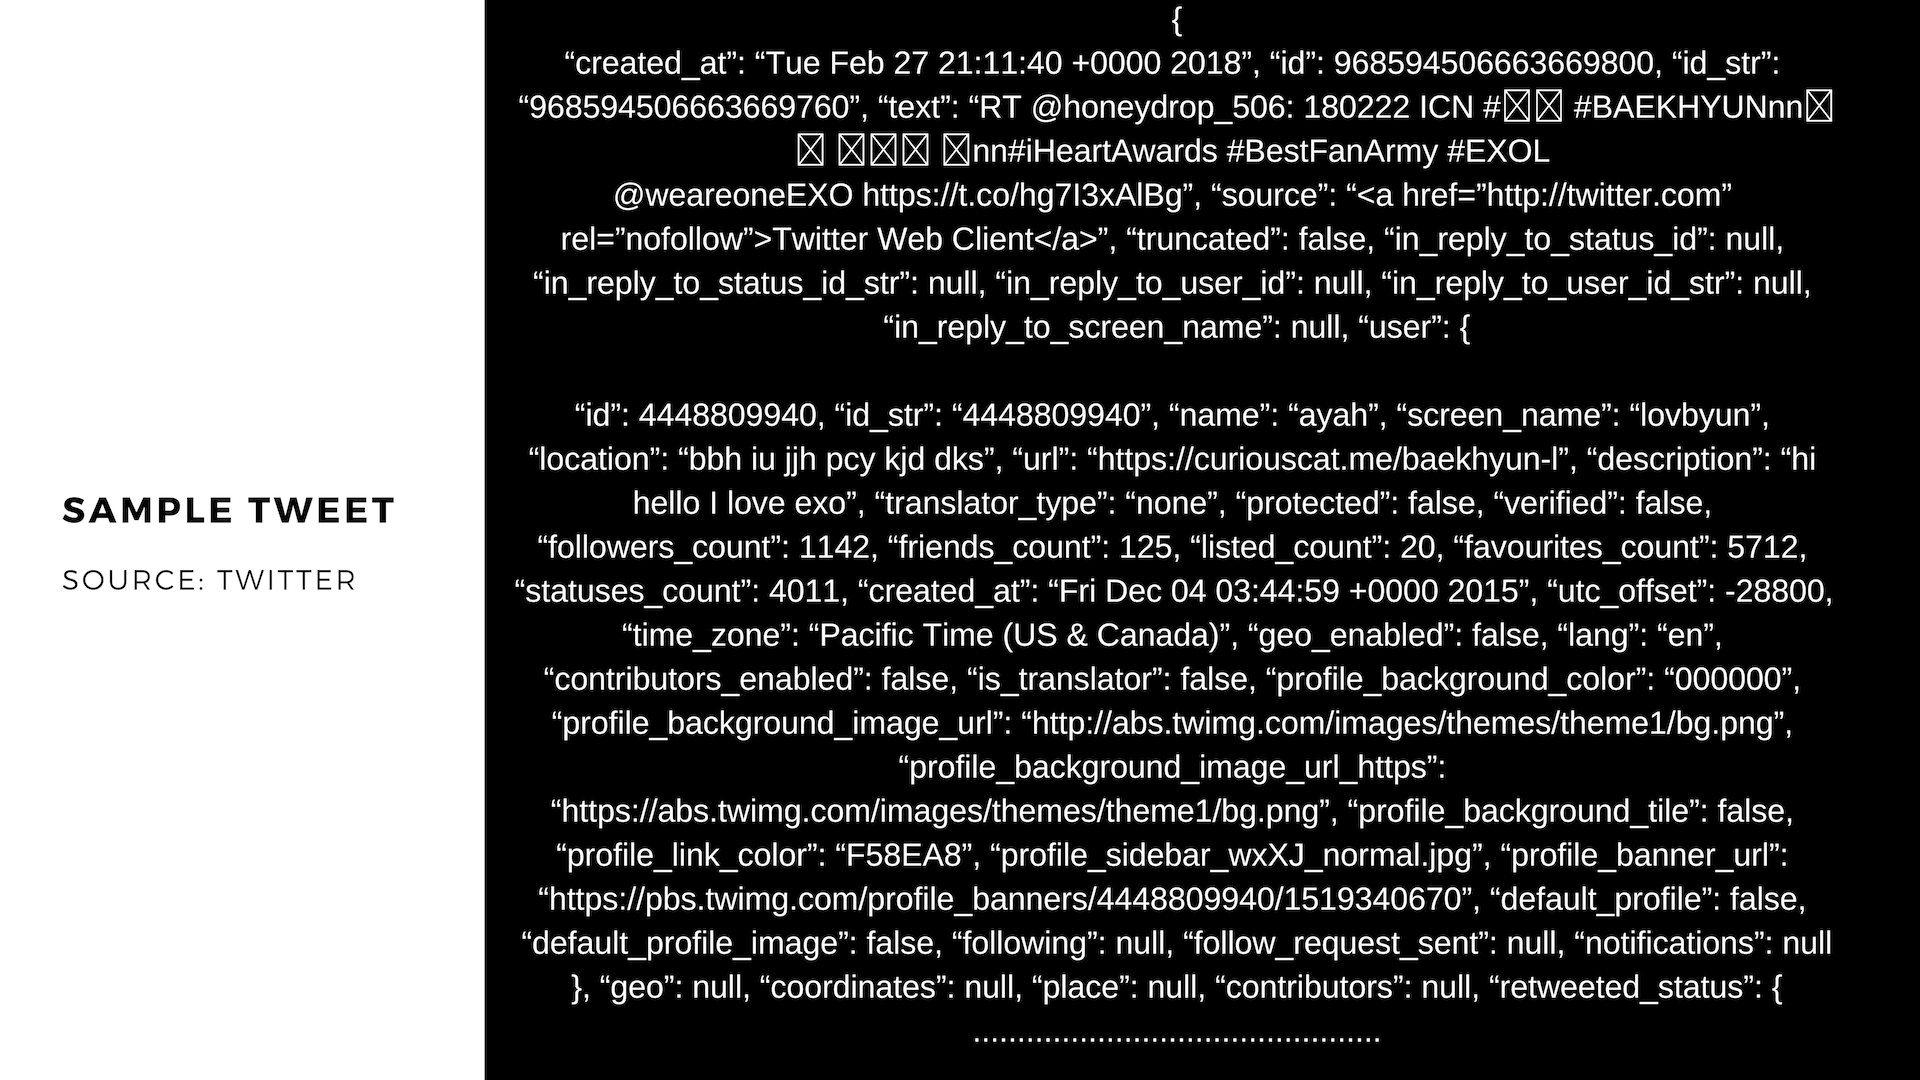 SAMPLE TWEET
SOURCE: TWITTER
{
“created_at”: “Tue Feb 27 21:11:40 +0000 2018”, “id”: 968594506663669800, “id_str”:
“968594506663669760”, “text”: “RT @honeydrop_506: 180222 ICN # #BAEKHYUNnn
nn#iHeartAwards #BestFanArmy #EXOL
@weareoneEXO https://t.co/hg7I3xAlBg”, “source”: “<a href=”http://twitter.com”
rel=”nofollow”>Twitter Web Client</a>”, “truncated”: false, “in_reply_to_status_id”: null,
“in_reply_to_status_id_str”: null, “in_reply_to_user_id”: null, “in_reply_to_user_id_str”: null,
“in_reply_to_screen_name”: null, “user”: {
“id”: 4448809940, “id_str”: “4448809940”, “name”: “ayah”, “screen_name”: “lovbyun”,
“location”: “bbh iu jjh pcy kjd dks”, “url”: “https://curiouscat.me/baekhyun-l”, “description”: “hi
hello I love exo”, “translator_type”: “none”, “protected”: false, “verified”: false,
“followers_count”: 1142, “friends_count”: 125, “listed_count”: 20, “favourites_count”: 5712,
“statuses_count”: 4011, “created_at”: “Fri Dec 04 03:44:59 +0000 2015”, “utc_offset”: -28800,
“time_zone”: “Pacific Time (US & Canada)”, “geo_enabled”: false, “lang”: “en”,
“contributors_enabled”: false, “is_translator”: false, “profile_background_color”: “000000”,
“profile_background_image_url”: “http://abs.twimg.com/images/themes/theme1/bg.png”,
“profile_background_image_url_https”:
“https://abs.twimg.com/images/themes/theme1/bg.png”, “profile_background_tile”: false,
“profile_link_color”: “F58EA8”, “profile_sidebar_wxXJ_normal.jpg”, “profile_banner_url”:
“https://pbs.twimg.com/profile_banners/4448809940/1519340670”, “default_profile”: false,
“default_profile_image”: false, “following”: null, “follow_request_sent”: null, “notifications”: null
}, “geo”: null, “coordinates”: null, “place”: null, “contributors”: null, “retweeted_status”: {
..............................................